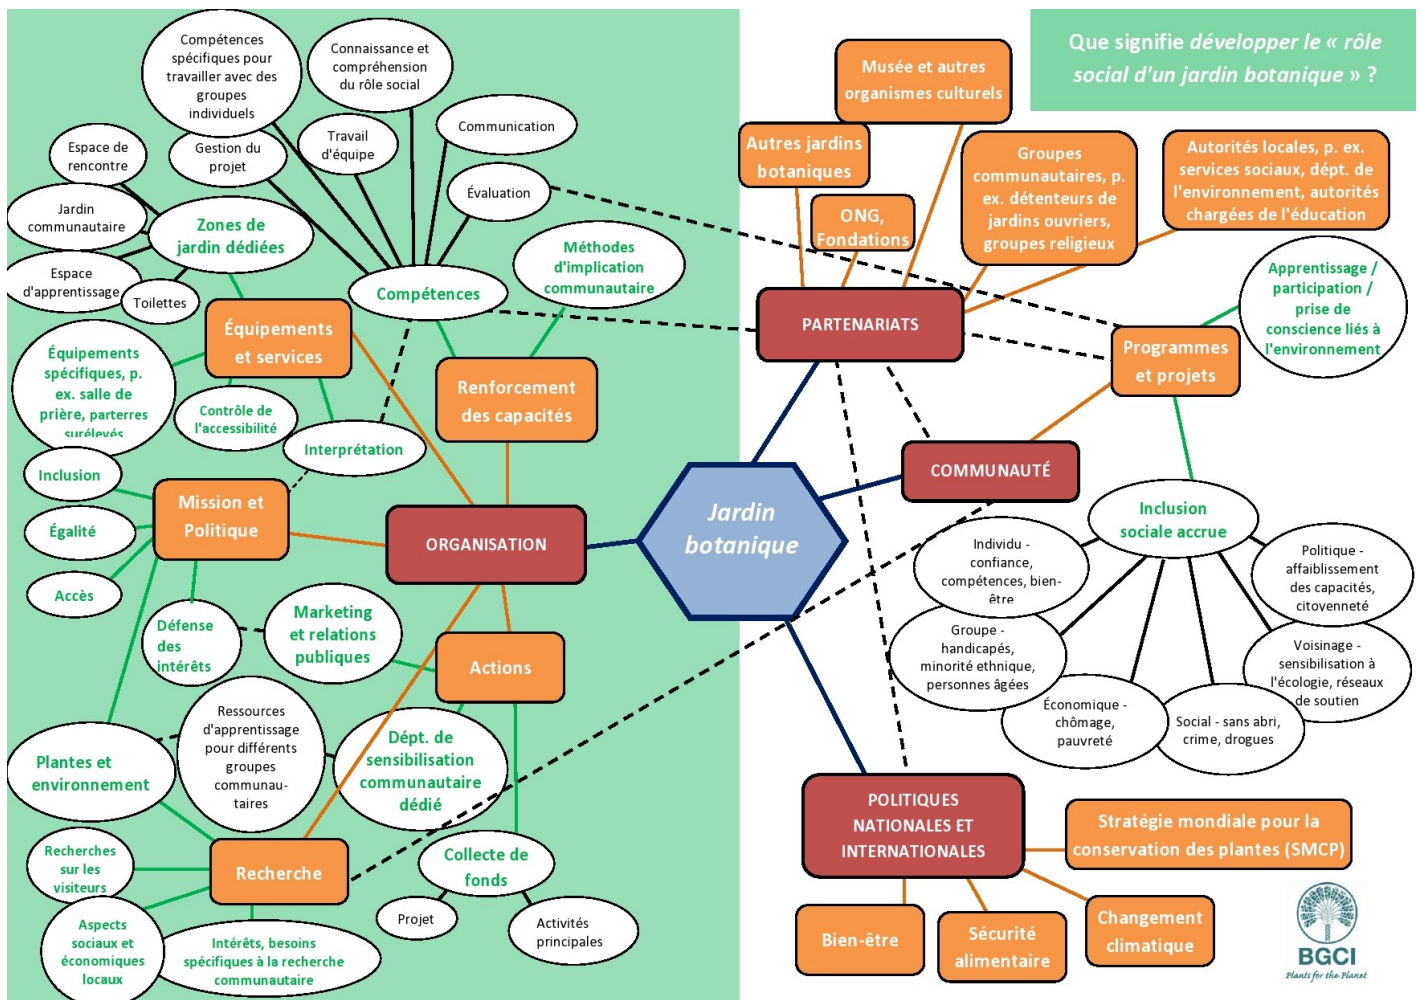 Que signifie développer le « rôle
social d'un jardin botanique » ?
Compétences
spécifiques pour
travailler avec des
groupes
individuels
Connaissance et
compréhension
du rôle social
Communication
Travail
d'équipe
Gestion du
projet
Évaluation
Espace de
rencontre
Jardin
communautaire
Espace
d'apprentissage
Toilettes
Zones de
jardin dédiées
Compétences
Méthodes
d'implication
communautaire
Équipements
et services
Renforcement
des capacités
Équipements
spécifiques, p.
ex. salle de
prière, parterres
surélevés
Contrôle de
l'accessibilité
Interprétation
Inclusion
Égalité
Accès
Mission et
Politique
ORGANISATION
Défense
des
intérêts
Marketing
et relations
publiques
Actions
Ressources
d'apprentissage
pour différents
groupes
communau-
taires
Dépt. de
sensibilisation
communautaire
dédié
Plantes et
environnement
Recherche
Recherches
sur les
visiteurs
Aspects
sociaux et
économiques
locaux
Intérêts, besoins
spécifiques à la recherche
communautaire
Collecte de
fonds
Projet
Activités
principales
Jardin
botanique
Musée et autres
organismes culturels
Autres jardins
botaniques
ONG,
Fondations
Groupes
communautaires, p.
ex. détenteurs de
jardins ouvriers,
groupes religieux
Autorités locales, p. ex.
services sociaux, dépt. de
l'environnement, autorités
chargées de l'éducation
PARTENARIATS
Programmes
et projets
Apprentissage /
participation /
prise de
conscience liés à
l'environnement
COMMUNAUTÉ
Inclusion
sociale accrue
Individu -
confiance,
compétences, bien-
être
Groupe -
handicapés,
minorité ethnique,
personnes âgées
Économique -
chômage,
pauvreté
Social - sans abri,
crime, drogues
Voisinage -
sensibilisation à
l'écologie, réseaux
de soutien
Politique -
affaiblissement
des capacités,
citoyenneté
POLITIQUES
NATIONALES ET
INTERNATIONALES
Stratégie mondiale pour la
conservation des plantes (SMCP)
Bien-être
Sécurité
alimentaire
Changement
climatique
BGCI
Plants for the Planet